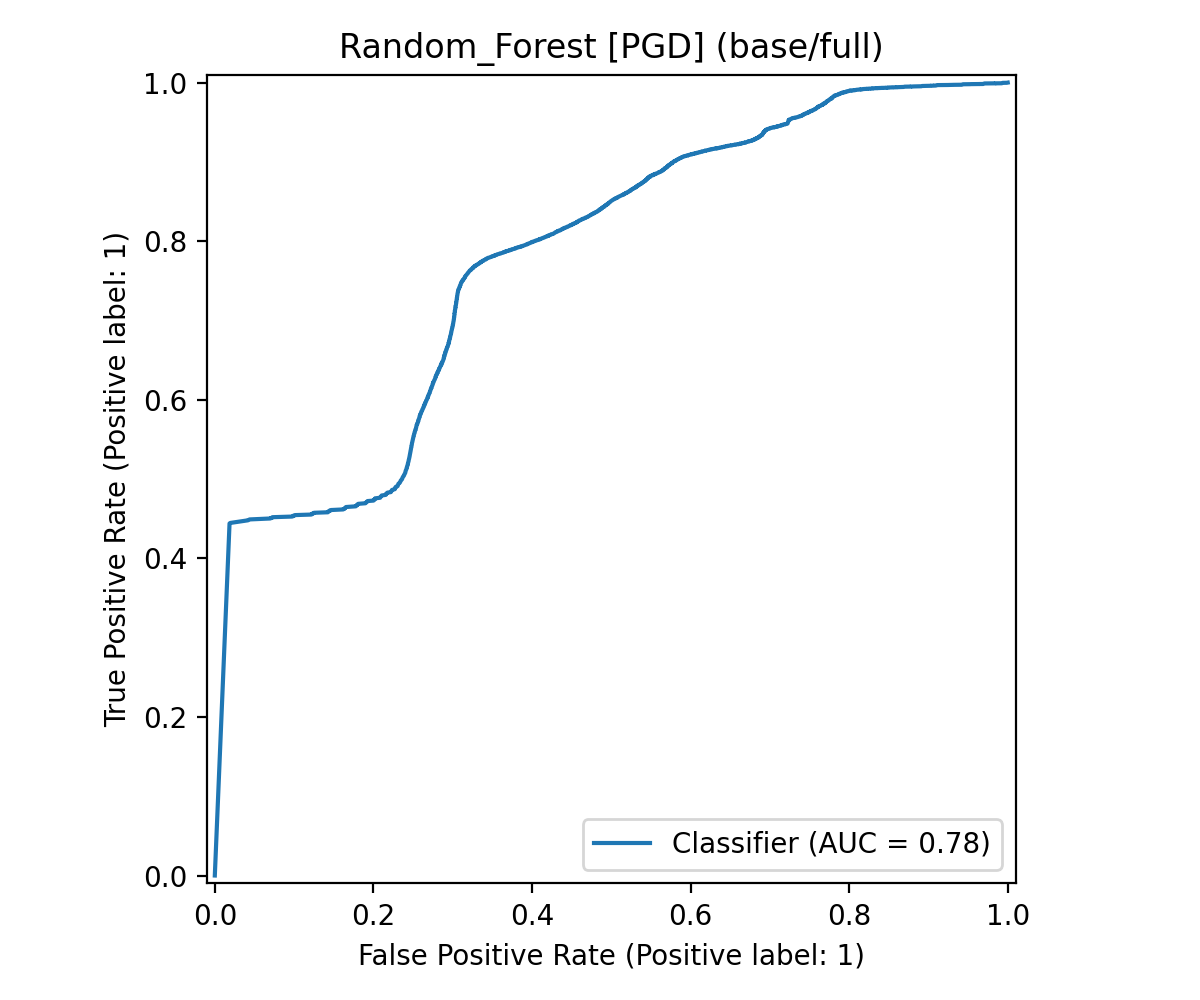 Random_Forest [PGD] (base/full)
1.0
0.8
0.6
0.4
0.2
0.0
True Positive Rate (Positive label: 1)
Classifier (AUC = 0.78)
0.0 0.2 0.4 0.6 0.8 1.0
False Positive Rate (Positive label: 1)